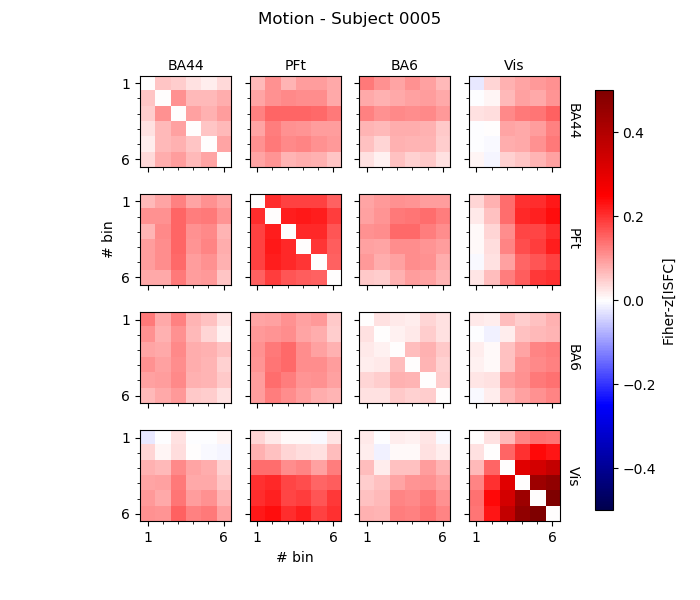 Motion - Subject 0005
BA44 PFt BA6 Vis
1
6
BA44
1
6
# bin
PFt
1
6
BA6
1
6
Vis
1 6 1 6 1 6 1 6
# bin
0.4
0.2
0.0
−0.2
−0.4
Fiher-z[ISFC]